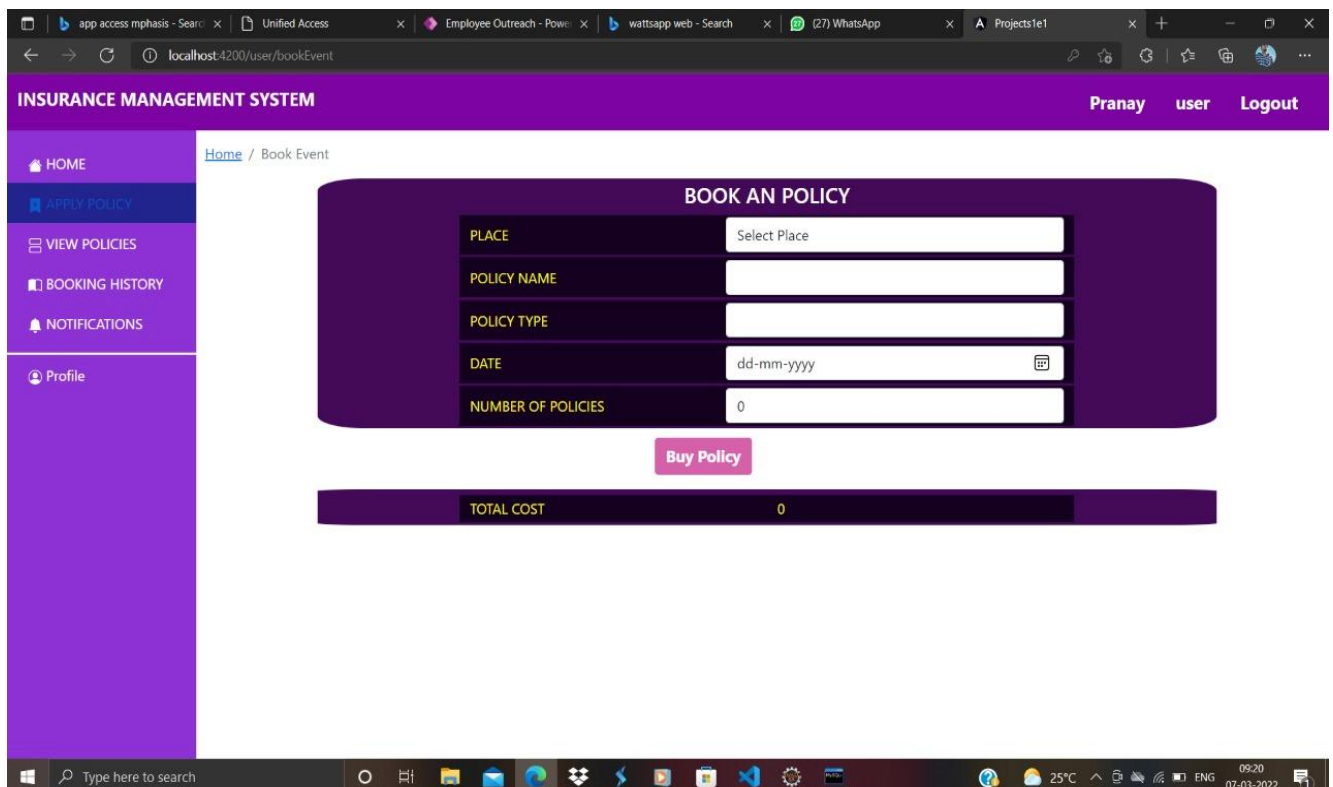 app access mphasis - Searc
Unified Access
Employee Outreach - Powe
wattsapp web - Search
(27) WhatsApp
Projects1e1
localhost:4200/user/bookEvent
INSURANCE MANAGEMENT SYSTEM
Pranay user Logout
HOME
Home / Book Event
APPLY POLICY
VIEW POLICIES
BOOKING HISTORY
NOTIFICATIONS
Profile
BOOK AN POLICY
PLACE Select Place
POLICY NAME
POLICY TYPE
DATE dd-mm-yyyy
NUMBER OF POLICIES 0
Buy Policy
TOTAL COST 0
Type here to search
25°C ENG
09:20
07-03-2022